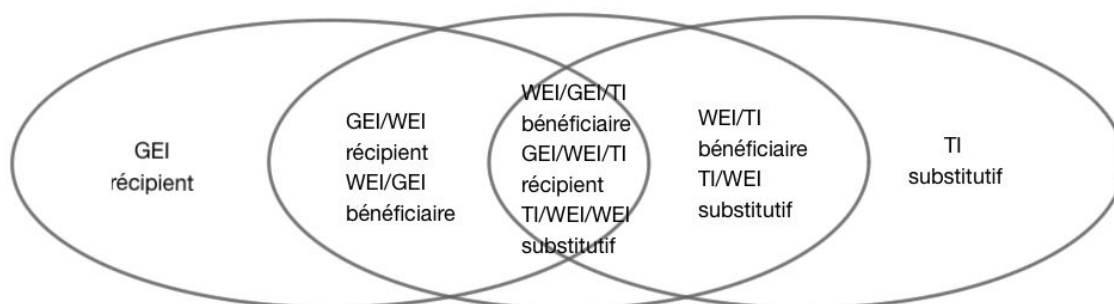 GEI
récipient
GEI/WEI
récipient
WEI/GEI
bénéficiaire
WEI/GEI/TI
bénéficiaire
GEI/WEI/TI
récipient
TI/WEI/WEI
substitutif
WEI/TI
bénéficiaire
TI/WEI
substitutif
TI
substitutif